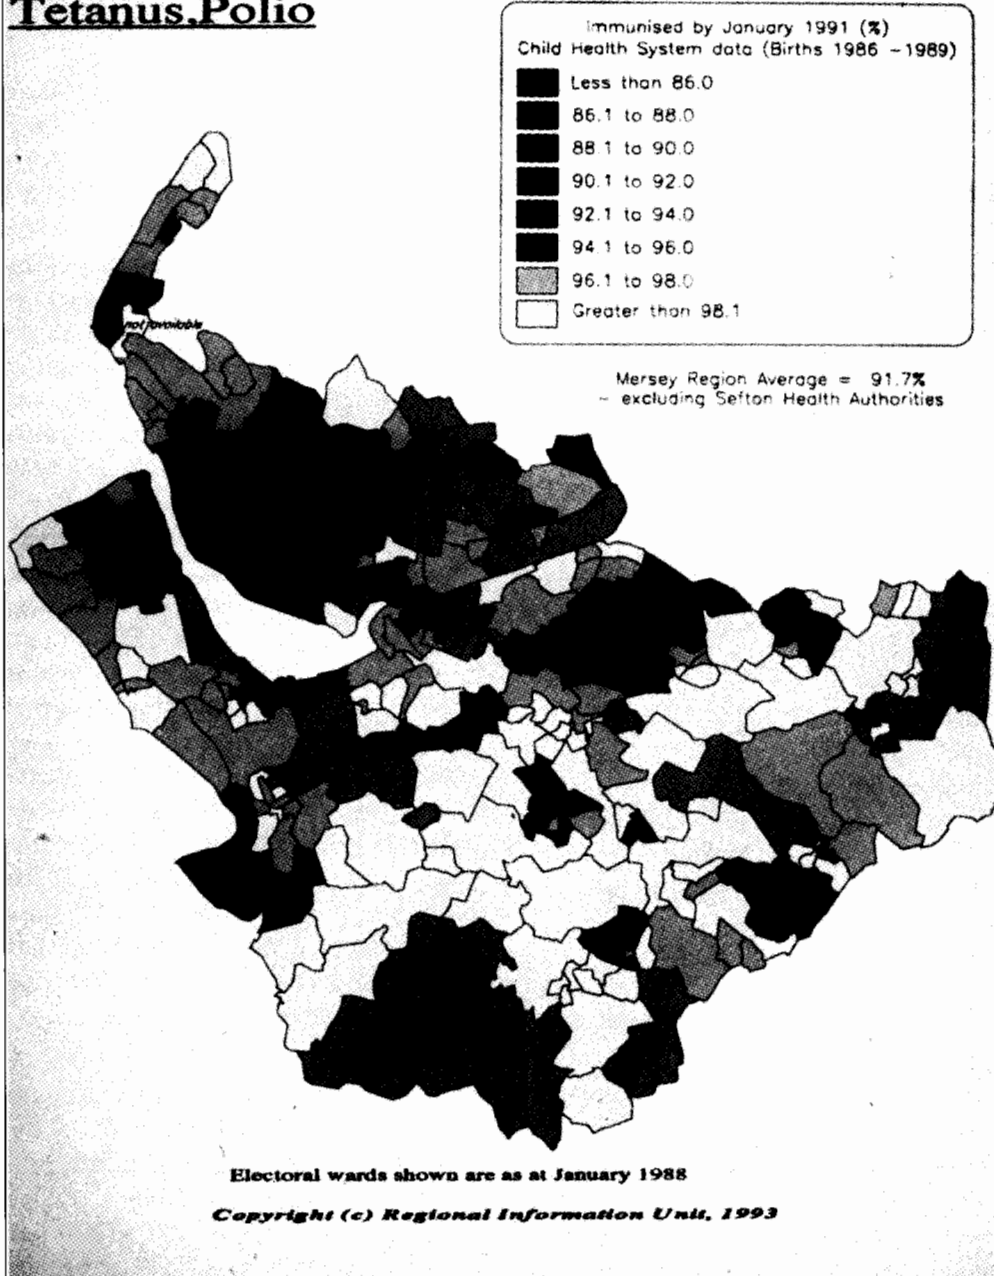 Tetanus,Polio
Immunised by January 1991 (%)
Child Health System data (Births 1986 -1989)
Less than 86.0
86.1 to 88.0
88.1 to 90.0
90.1 to 92.0
92.1 to 94.0
94.1 to 96.0
96.1 to 98.0
Greater than 98.1
not available
Mersey Region Average = 91.7%
- excluding Sefton Health Authorities
Electoral wards shown are as at January 1988
Copyright (c) Regional Information Unit, 1993